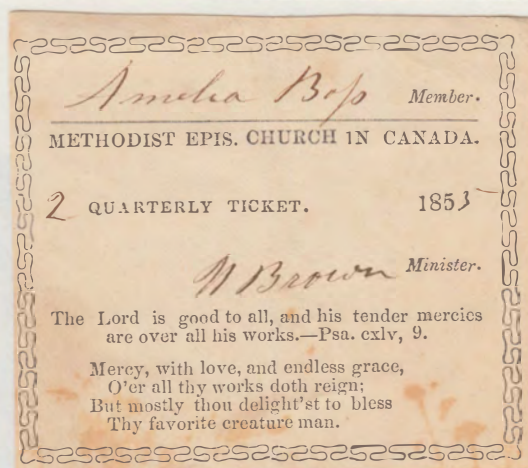 Amelia Boss Member.
METHODIST EPIS. CHURCH IN CANADA.
2 QUARTERLY TICKET. 1853
H Brown Minister.
The Lord is good to all, and his tender mercies
are over all his works.—Psa. cxlv, 9.
Mercy, with love, and endless grace,
O'er all thy works doth reign;
But mostly thou delight'st to bless
Thy favorite creature man.